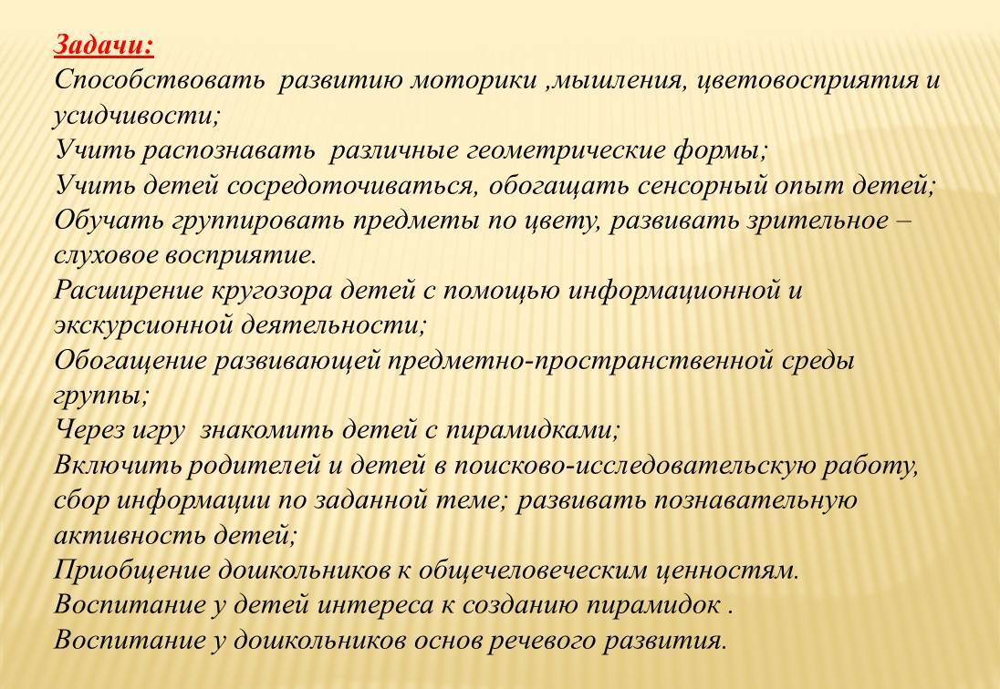 Задачи:
Способствовать  развитию моторики ,мышления, цветовосприятия и
усидчивости;
Учить распознавать  различные геометрические формы;
Учить детей сосредоточиваться, обогащать сенсорный опыт детей;
Обучать группировать предметы по цвету, развивать зрительное –
слуховое восприятие.
Расширение кругозора детей с помощью информационной и
экскурсионной деятельности;
Обогащение развивающей предметно-пространственной среды
группы;
Через игру  знакомить детей с пирамидками;
Включить родителей и детей в поисково-исследовательскую работу,
сбор информации по заданной теме; развивать познавательную
активность детей;
Приобщение дошкольников к общечеловеческим ценностям.
Воспитание у детей интереса к созданию пирамидок .
Воспитание у дошкольников основ речевого развития.